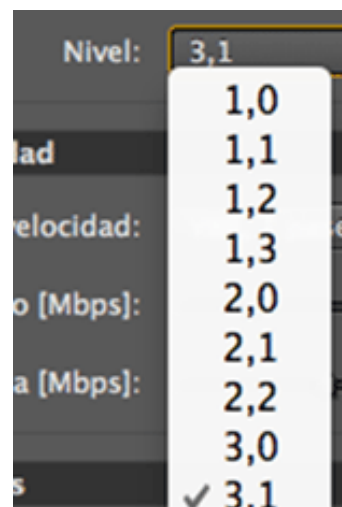 Nivel: 3,1
1,0
lad
1,1
1,2
elocidad:
1,3
o [Mbps]:
2,0
2,1
a [Mbps]:
2,2
3,0
s
✓ 3,1